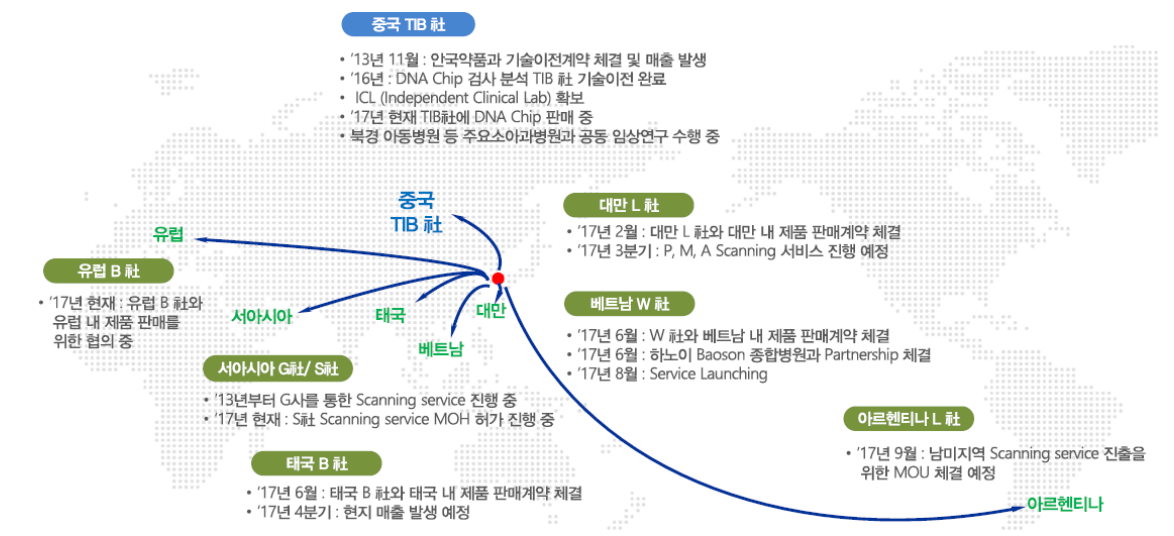 중국 TIB 社
• '13년 11월 : 안국약품과 기술이전계약 체결 및 매출 발생
• '16년 : DNA Chip 검사 분석 TIB 社 기술이전 완료
• ICL (Independent Clinical Lab) 확보
• '17년 현재 TIB社에 DNA Chip 판매 중
• 북경 아동병원 등 주요소아과병원과 공동 임상연구 수행 중
중국
TIB 社
대만 L 社
• '17년 2월 : 대만 L 社와 대만 내 제품 판매계약 체결
• '17년 3분기 : P, M, A Scanning 서비스 진행 예정
유럽
유럽 B 社
• '17년 현재 : 유럽 B 社와
유럽 내 제품 판매를
위한 협의 중
서아시아
태국
대만
베트남
베트남 W 社
• '17년 6월 : W 社와 베트남 내 제품 판매계약 체결
• '17년 6월 : 하노이 Baoson 종합병원과 Partnership 체결
• '17년 8월 : Service Launching
서아시아 G社/ S社
• '13년부터 G사를 통한 Scanning service 진행 중
• '17년 현재 : S社 Scanning service MOH 허가 진행 중
아르헨티나 L 社
• '17년 9월 : 남미지역 Scanning service 진출을
위한 MOU 체결 예정
태국 B 社
• '17년 6월 : 태국 B 社와 태국 내 제품 판매계약 체결
• '17년 4분기 : 현지 매출 발생 예정
아르헨티나